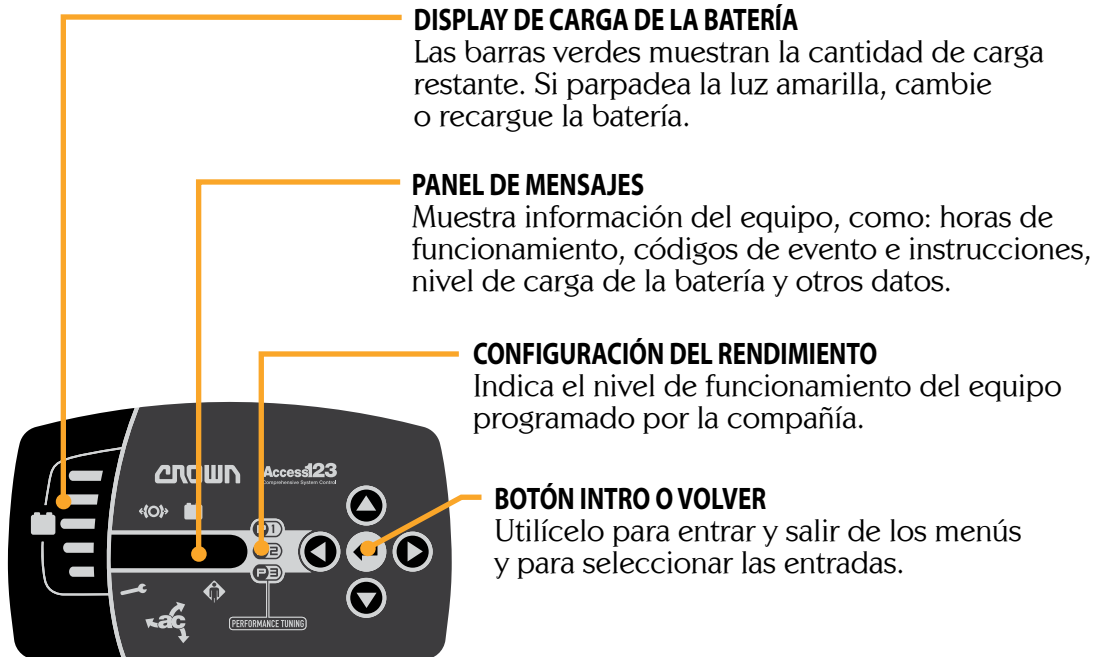 DISPLAY DE CARGA DE LA BATERÍA
Las barras verdes muestran la cantidad de carga
restante. Si parpadea la luz amarilla, cambie
o recargue la batería.
PANEL DE MENSAJES
Muestra información del equipo, como: horas de
funcionamiento, códigos de evento e instrucciones,
nivel de carga de la batería y otros datos.
CONFIGURACIÓN DEL RENDIMIENTO
Indica el nivel de funcionamiento del equipo
programado por la compañía.
BOTÓN INTRO O VOLVER
Utilícelo para entrar y salir de los menús
y para seleccionar las entradas.
CROWN
Access123
Comprehensive System Control
P3
ac
PERFORMANCE TUNING